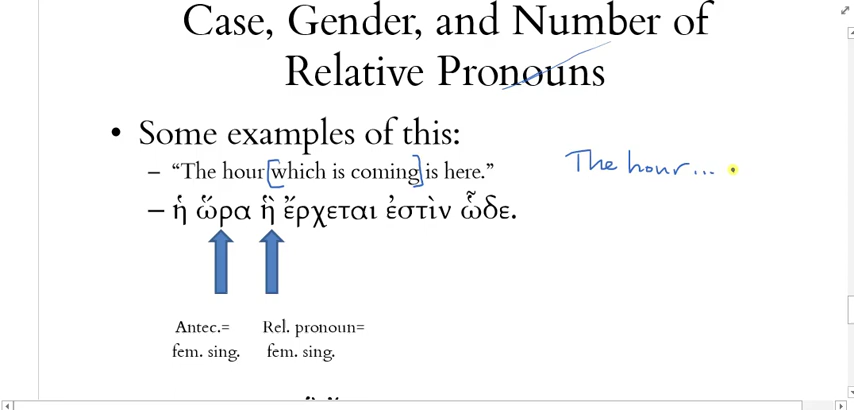 Case, Gender, and Number of
Relative Pronouns
• Some examples of this:
– “The hour [which is coming] is here.”
The hour...
– ἡ ὥρα ἣ ἔρχεται ἐστὶν ὧδε.
Antec.= Rel. pronoun=
fem. sing. fem. sing.